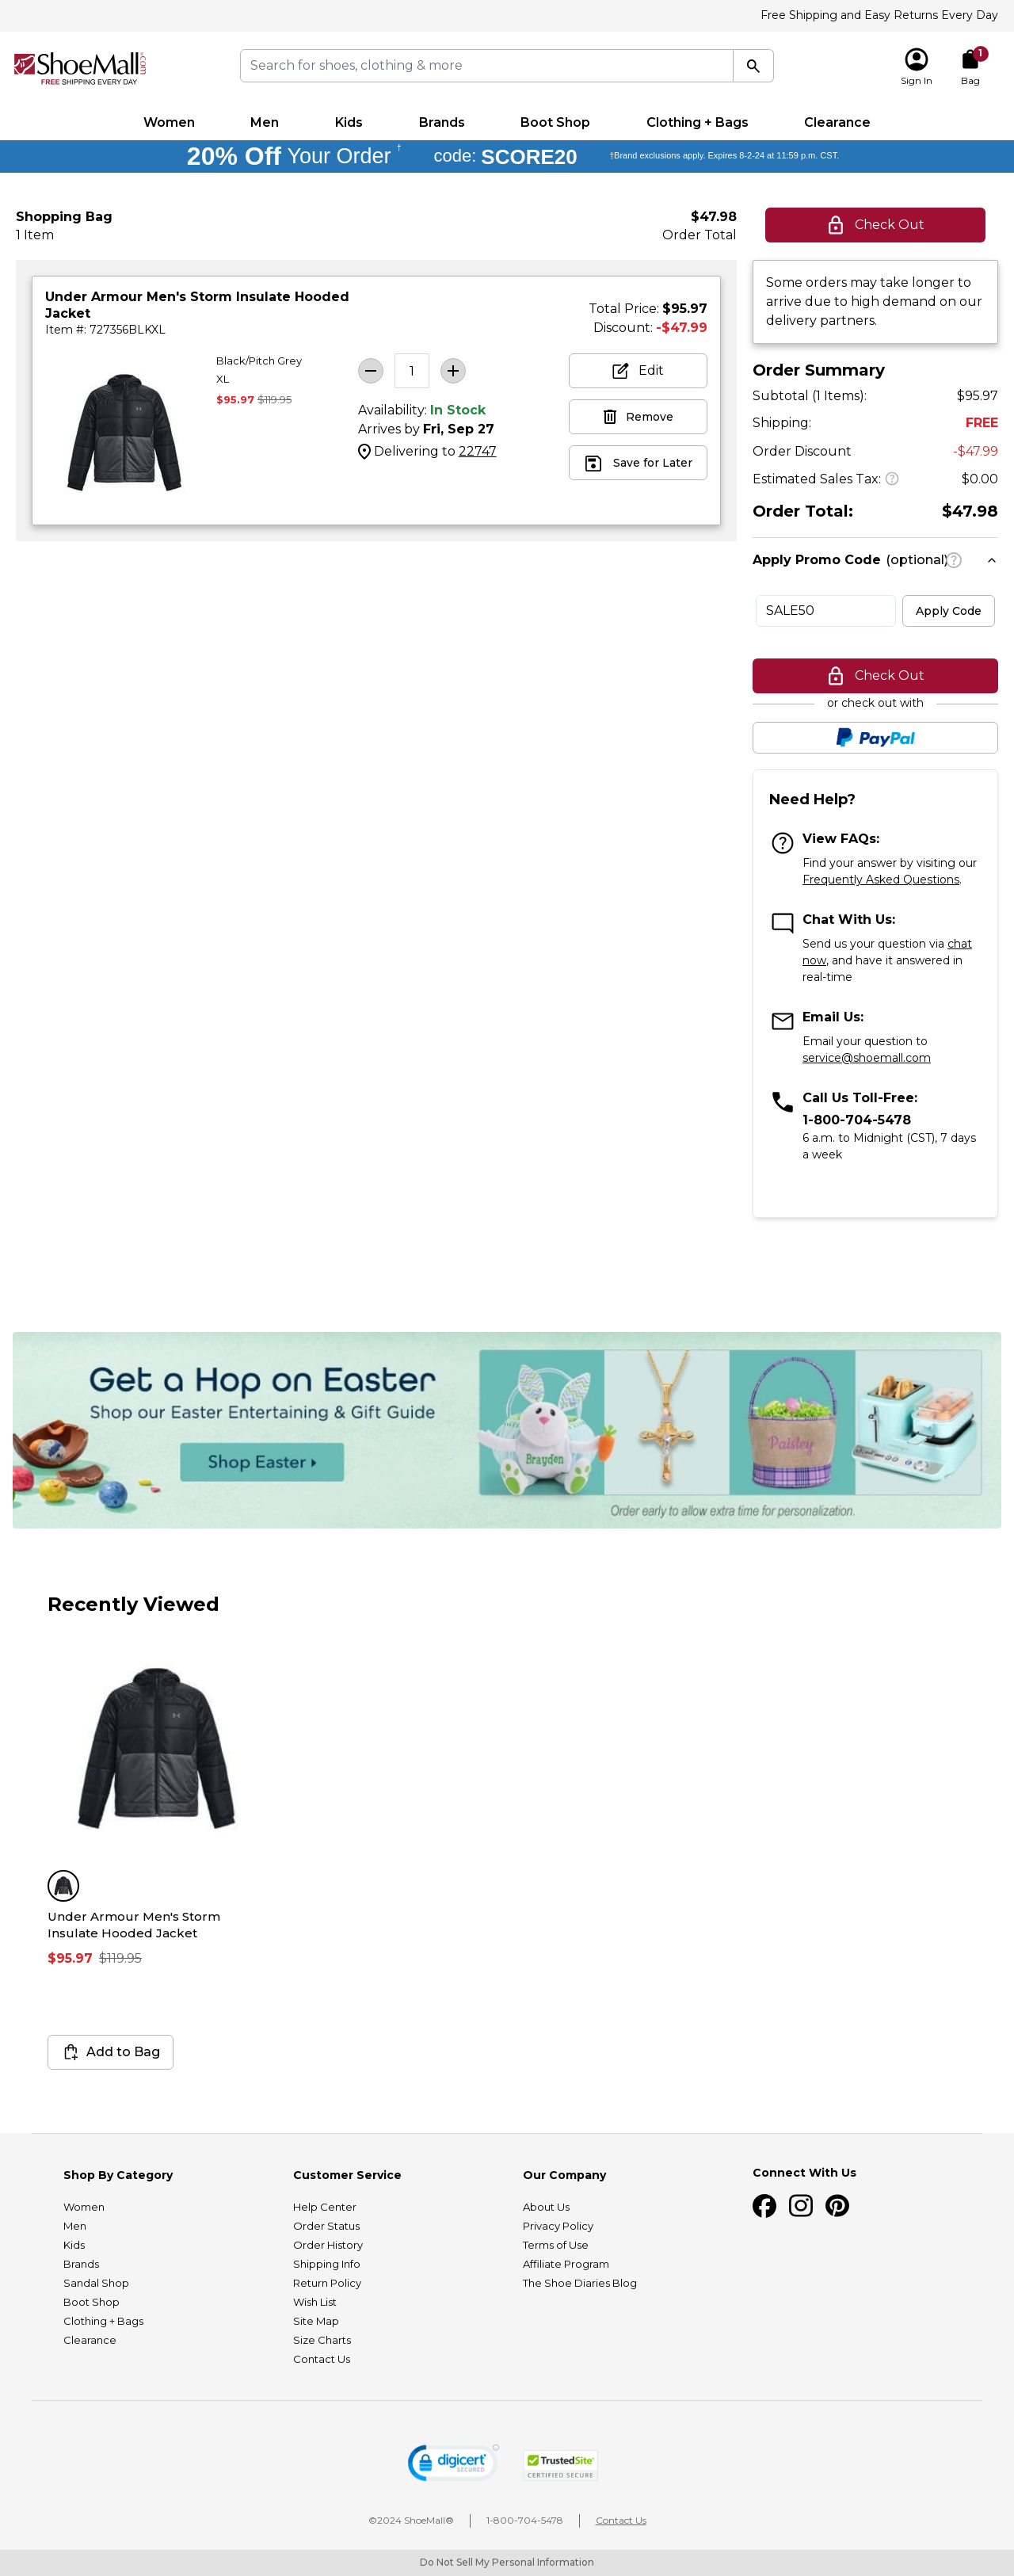 Free Shipping and Easy Returns Every Day
ShoeMall.com
FREE SHIPPING EVERY DAY
Search for shoes, clothing & more
1
Sign In
Bag
Women
Men
Kids
Brands
Boot Shop
Clothing + Bags
Clearance
20% Off Your Order † code: SCORE20 †Brand exclusions apply. Expires 8-2-24 at 11:59 p.m. CST.
Shopping Bag
1 Item
$47.98
Order Total
Check Out
Under Armour Men's Storm Insulate Hooded
Jacket
Item #: 727356BLKXL
Total Price: $95.97
Discount: -$47.99
Black/Pitch Grey
XL
$95.97 $119.95
1
Availability: In Stock
Arrives by Fri, Sep 27
Delivering to 22747
Edit
Remove
Save for Later
Some orders may take longer to
arrive due to high demand on our
delivery partners.
Order Summary
Subtotal (1 Items): $95.97
Shipping: FREE
Order Discount -$47.99
Estimated Sales Tax: ? $0.00
Order Total: $47.98
Apply Promo Code (optional) ?
SALE50
Apply Code
Check Out
or check out with
PayPal
Need Help?
View FAQs:
Find your answer by visiting our
Frequently Asked Questions.
Chat With Us:
Send us your question via chat
now, and have it answered in
real-time
Email Us:
Email your question to
service@shoemall.com
Call Us Toll-Free:
1-800-704-5478
6 a.m. to Midnight (CST), 7 days
a week
Get a Hop on Easter
Shop our Easter Entertaining & Gift Guide
Shop Easter
Brayden
Paisley
Order early to allow extra time for personalization.
Recently Viewed
Under Armour Men's Storm
Insulate Hooded Jacket
$95.97 $119.95
Add to Bag
Shop By Category
Women
Men
Kids
Brands
Sandal Shop
Boot Shop
Clothing + Bags
Clearance
Customer Service
Help Center
Order Status
Order History
Shipping Info
Return Policy
Wish List
Site Map
Size Charts
Contact Us
Our Company
About Us
Privacy Policy
Terms of Use
Affiliate Program
The Shoe Diaries Blog
Connect With Us
digicert
SECURED
TrustedSite
CERTIFIED SECURE
©2024 ShoeMall®
1-800-704-5478
Contact Us
Do Not Sell My Personal Information